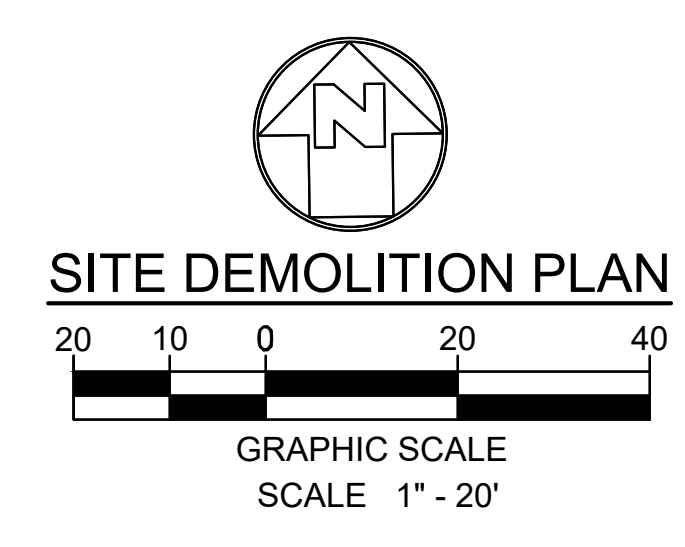 N
SITE DEMOLITION PLAN
20 10 0 20 40
GRAPHIC SCALE
SCALE 1" - 20'